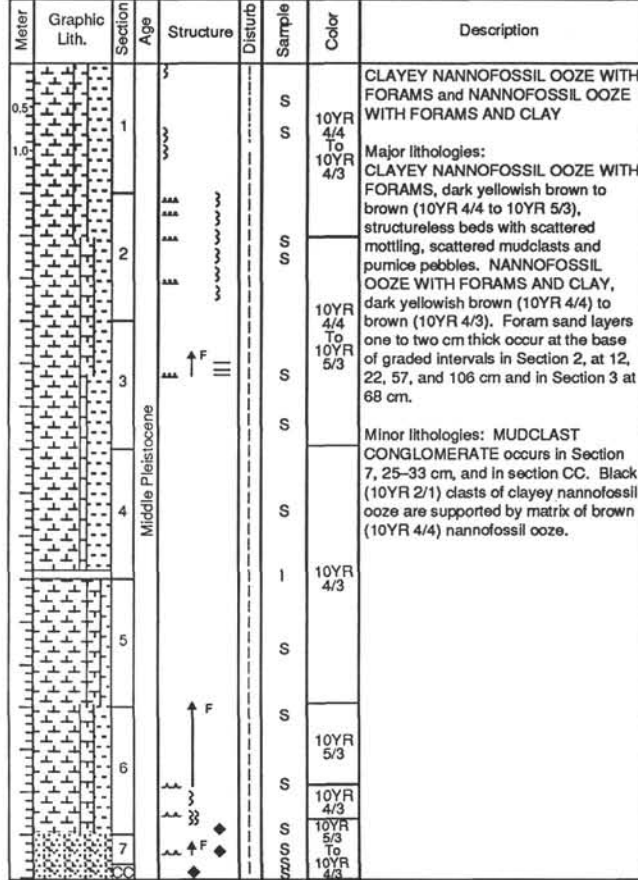 Meter
Graphic
Lith.
Section
Age
Structure
Disturb
Sample
Color
Description
0.5
1.0
1
2
3
4
5
6
7
CC
Middle Pleistocene
F
F
F
S
S
S
S
S
S
S
I
S
S
S
S
S
S
S
10YR
4/4
To
10YR
4/3
10YR
4/4
To
10YR
5/3
10YR
4/3
10YR
5/3
10YR
4/3
10YR
5/3
To
10YR
4/3
CLAYEY NANNOFOSSIL OOZE WITH
FORAMS and NANNOFOSSIL OOZE
WITH FORAMS AND CLAY
Major lithologies:
CLAYEY NANNOFOSSIL OOZE WITH
FORAMS, dark yellowish brown to
brown (10YR 4/4 to 10YR 5/3),
structureless beds with scattered
mottling, scattered mudclasts and
pumice pebbles. NANNOFOSSIL
OOZE WITH FORAMS AND CLAY,
dark yellowish brown (10YR 4/4) to
brown (10YR 4/3). Foram sand layers
one to two cm thick occur at the base
of graded intervals in Section 2, at 12,
22, 57, and 106 cm and in Section 3 at
68 cm.
Minor lithologies: MUDCLAST
CONGLOMERATE occurs in Section
7, 25–33 cm, and in section CC. Black
(10YR 2/1) clasts of clayey nannofossil
ooze are supported by matrix of brown
(10YR 4/4) nannofossil ooze.